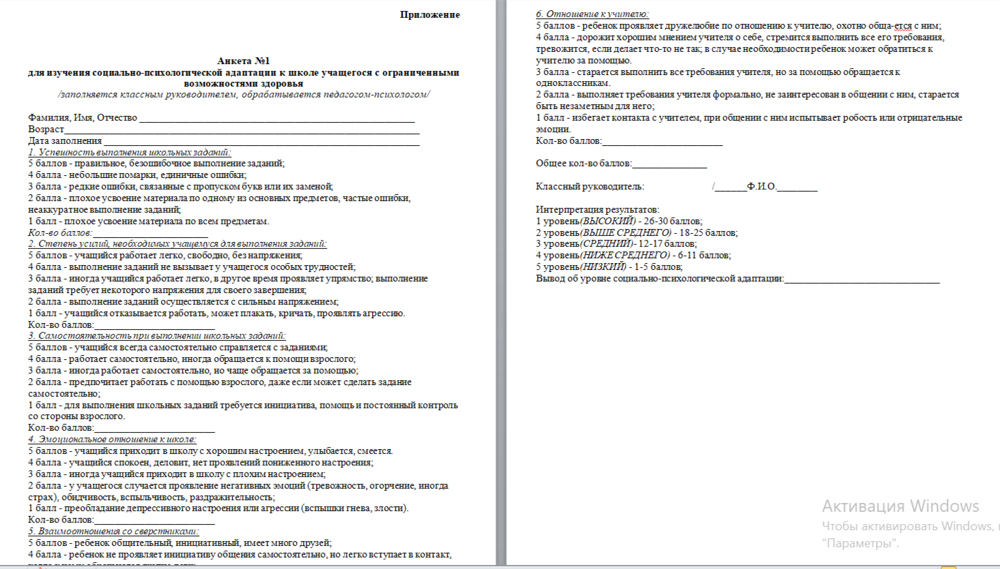 Приложение
Анкета №1
для изучения социально-психологической адаптации к школе учащегося с ограниченными
возможностями здоровья
/заполняется классным руководителем, обрабатывается педагогом-психологом/
Фамилия, Имя, Отчество
Возраст
Дата заполнения
1. Успешность выполнения школьных заданий:
5 баллов - правильное, безошибочное выполнение заданий;
4 балла - небольшие помарки, единичные ошибки;
3 балла - редкие ошибки, связанные с пропуском букв или их заменой;
2 балла - плохое усвоение материала по одному из основных предметов, частые ошибки,
неаккуратное выполнение заданий;
1 балл - плохое усвоение материала по всем предметам.
Кол-во баллов:
2. Степень усилий, необходимых учащемуся для выполнения заданий:
5 баллов - учащийся работает легко, свободно, без напряжения;
4 балла - выполнение заданий не вызывает у учащегося особых трудностей;
3 балла - иногда учащийся работает легко, в другое время проявляет упрямство; выполнение
заданий требует некоторого напряжения для своего завершения;
2 балла - выполнение заданий осуществляется с сильным напряжением;
1 балл - учащийся отказывается работать, может плакать, кричать, проявлять агрессию.
Кол-во баллов:
3. Самостоятельность при выполнении школьных заданий:
5 баллов - учащийся всегда самостоятельно справляется с заданиями;
4 балла - работает самостоятельно, иногда обращается к помощи взрослого;
3 балла - иногда работает самостоятельно, но чаще обращается за помощью;
2 балла - предпочитает работать с помощью взрослого, даже если может сделать задание
самостоятельно;
1 балл - для выполнения школьных заданий требуется инициатива, помощь и постоянный контроль
со стороны взрослого.
Кол-во баллов:
4. Эмоциональное отношение к школе:
5 баллов - учащийся приходит в школу с хорошим настроением, улыбается, смеется.
4 балла - учащийся спокоен, деловит, нет проявлений пониженного настроения;
3 балла - иногда учащийся приходит в школу с плохим настроением;
2 балла - у учащегося случается проявление негативных эмоций (тревожность, огорчение, иногда
страх), обидчивость, вспыльчивость, раздражительность;
1 балл - преобладание депрессивного настроения или агрессии (вспышки гнева, злости).
Кол-во баллов:
5. Взаимоотношения со сверстниками:
5 баллов - ребенок общительный, инициативный, имеет много друзей;
4 балла - ребенок не проявляет инициативу общения самостоятельно, но легко вступает в контакт,
6. Отношение к учителю:
5 баллов - ребенок проявляет дружелюбие по отношению к учителю, охотно обща-ется с ним;
4 балла - дорожит хорошим мнением учителя о себе, стремится выполнить все его требования,
тревожится, если делает что-то не так; в случае необходимости ребенок может обратиться к
учителю за помощью.
3 балла - старается выполнить все требования учителя, но за помощью обращается к
одноклассникам.
2 балла - выполняет требования учителя формально, не заинтересован в общении с ним, старается
быть незаметным для него;
1 балл - избегает контакта с учителем, при общении с ним испытывает робость или отрицательные
эмоции.
Кол-во баллов:
Общее кол-во баллов:
Классный руководитель: /______Ф.И.О.
Интерпретация результатов:
1 уровень(ВЫСОКИЙ) - 26-30 баллов;
2 уровень(ВЫШЕ СРЕДНЕГО) - 18-25 баллов;
3 уровень(СРЕДНИЙ)- 12-17 баллов;
4 уровень(НИЖЕ СРЕДНЕГО) - 6-11 баллов;
5 уровень(НИЗКИЙ) - 1-5 баллов;
Вывод об уровне социально-психологической адаптации:
Активация Windows
Чтобы активировать Windows,
"Параметры".